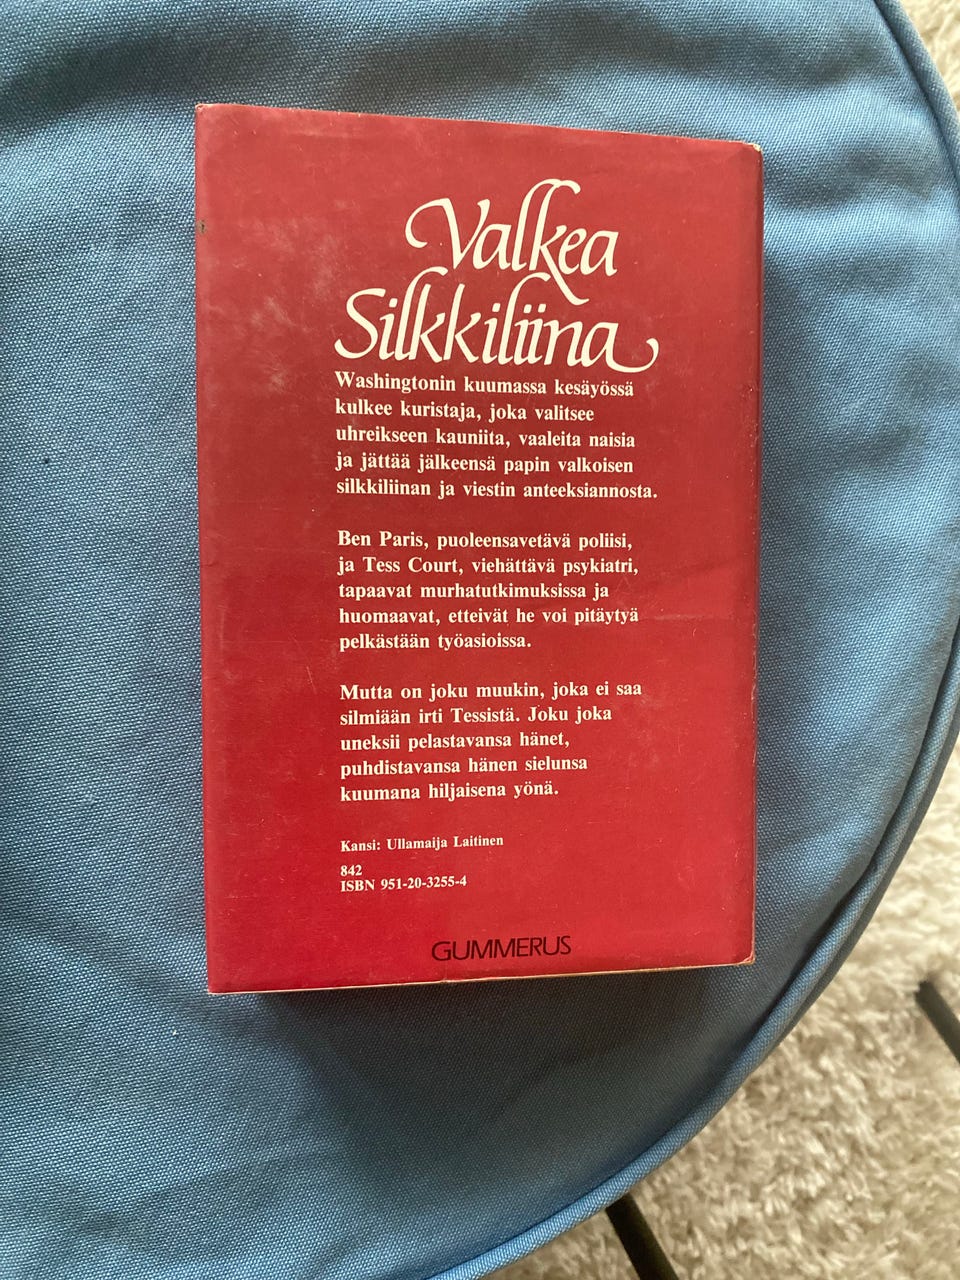 Valkea
Silkkiliina
Washingtonin kuumassa kesäyössä
kulkee kuristaja, joka valitsee
uhreikseen kauniita, vaaleita naisia
ja jättää jälkeensä papin valkoisen
silkkiliinan ja viestin anteeksiannosta.
Ben Paris, puoleensavetävä poliisi,
ja Tess Court, viehättävä psykiatri,
tapaavat murhatutkimuksissa ja
huomaavat, etteivät he voi pitäytyä
pelkästään työasioissa.
Mutta on joku muukin, joka ei saa
silmiään irti Tessistä. Joku joka
uneksii pelastavansa hänet,
puhdistavansa hänen sielunsa
kuumana hiljaisena yönä.
Kansi: Ullamaija Laitinen
842
ISBN 951-20-3255-4
GUMMERUS